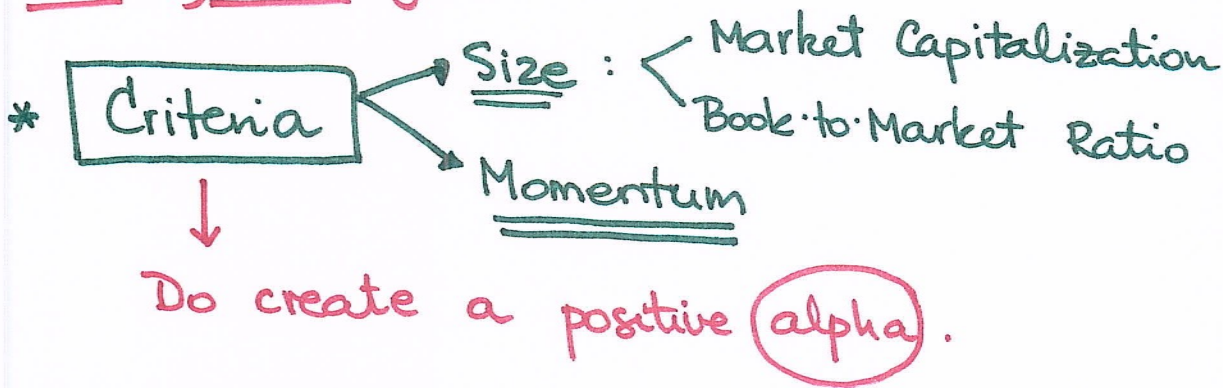 Size : Market Capitalization
* Criteria
Book-to-Market Ratio
Momentum
Do create a positive alpha.